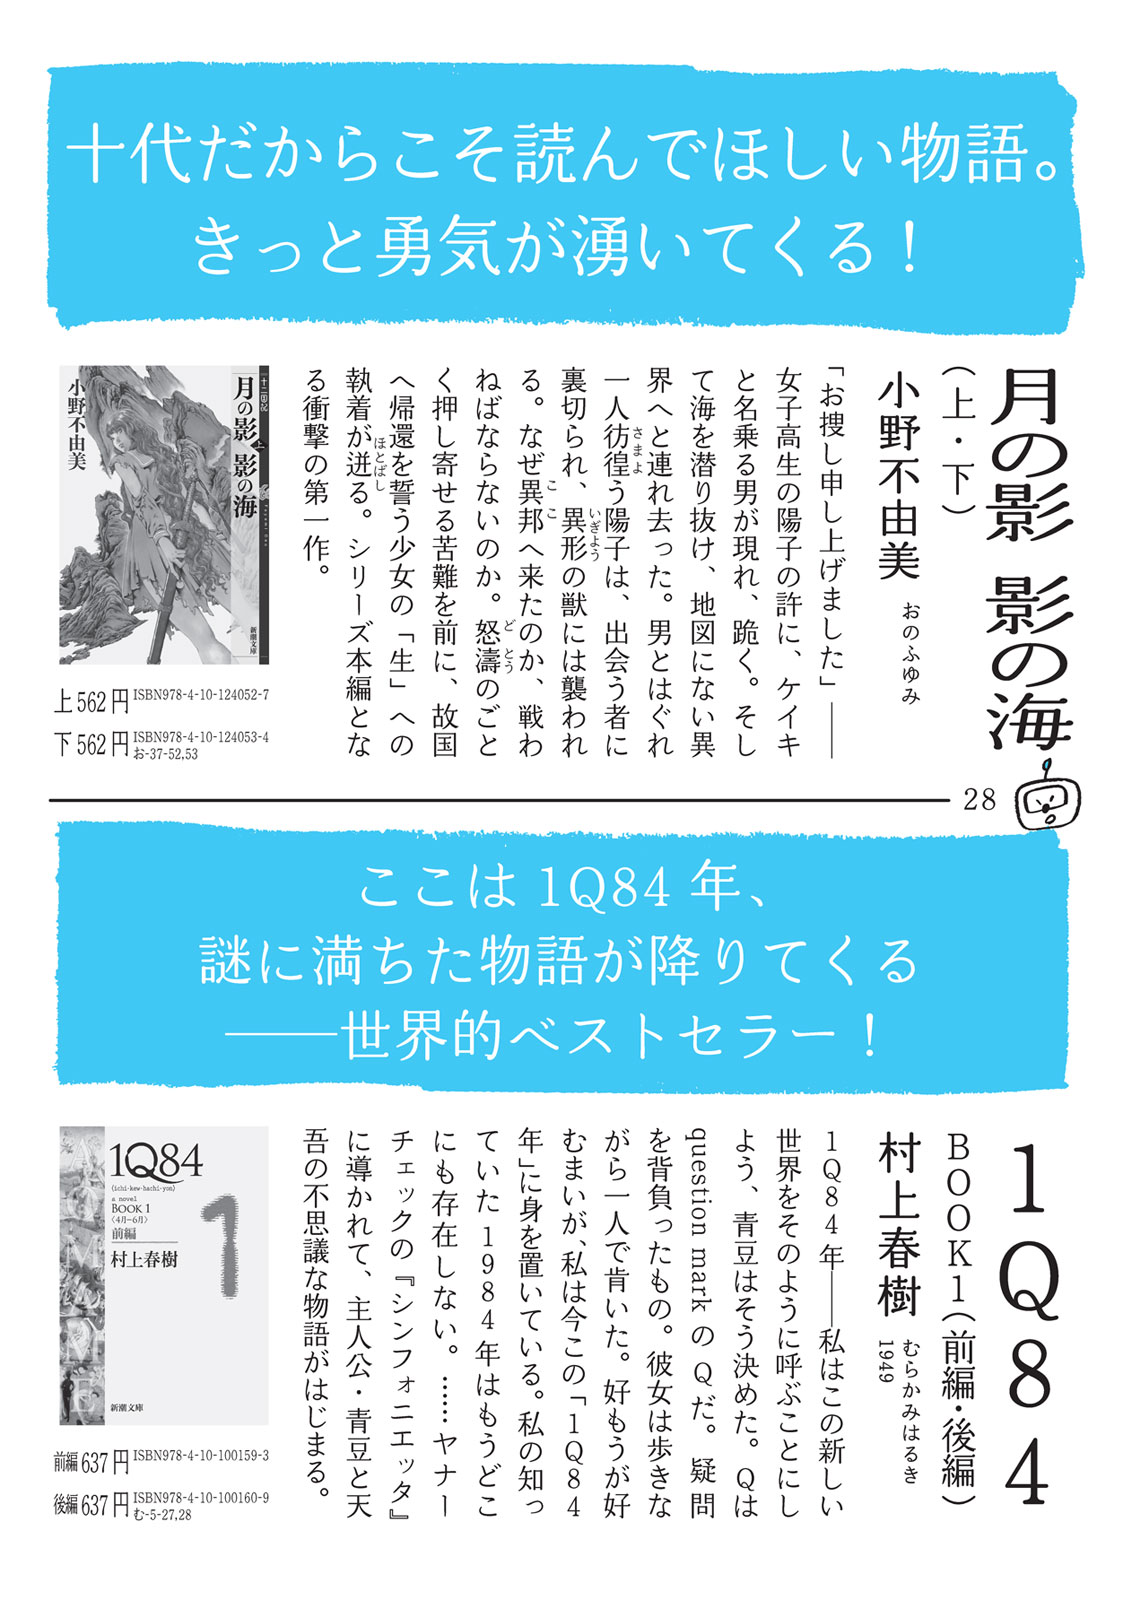 十代だからこそ読んでほしい物語。
きっと勇気が湧いてくる！
月の影 影の海
（上・下）
小野不由美 おのふゆみ
「お捜し申し上げました」――
女子高生の陽子の許に、ケイキ
と名乗る男が現れ、跪く。そし
て海を潜り抜け、地図にない異
界へと連れ去った。男とはぐれ
一人彷徨う陽子は、出会う者に
さまよ
裏切られ、異形の獣には襲われ
いぎよう
る。なぜ異邦へ来たのか、戦わ
ここ
ねばならないのか。怒濤のごと
どとう
く押し寄せる苦難を前に、故国
へ帰還を誓う少女の「生」への
執着が迸る。シリーズ本編とな
ほとばし
る衝撃の第一作。
十二国記
月の影 影の海
上
小野不由美
新潮文庫
上562円 ISBN978-4-10-124052-7
下562円 ISBN978-4-10-124053-4
お-37-52,53
28
ここは1Q84年、
謎に満ちた物語が降りてくる
――世界的ベストセラー！
1Q84
BOOK1（前編・後編）
村上春樹 むらかみはるき
1949
1Q84年――私はこの新しい
世界をそのように呼ぶことにし
よう、青豆はそう決めた。Qは
question markのQだ。疑問
を背負ったもの。彼女は歩きな
がら一人で肯いた。好もうが好
むまいが、私は今この「1Q84
年」に身を置いている。私の知っ
ていた1984年はもうどこ
にも存在しない。……ヤナー
チェックの『シンフォニエッタ』
に導かれて、主人公・青豆と天
吾の不思議な物語がはじまる。
1Q84
(ichi-kew-hachi-yon)
a novel
BOOK 1
〈4月－6月〉
前編
村上春樹
1
新潮文庫
前編637円 ISBN978-4-10-100159-3
後編637円 ISBN978-4-10-100160-9
む-5-27,28